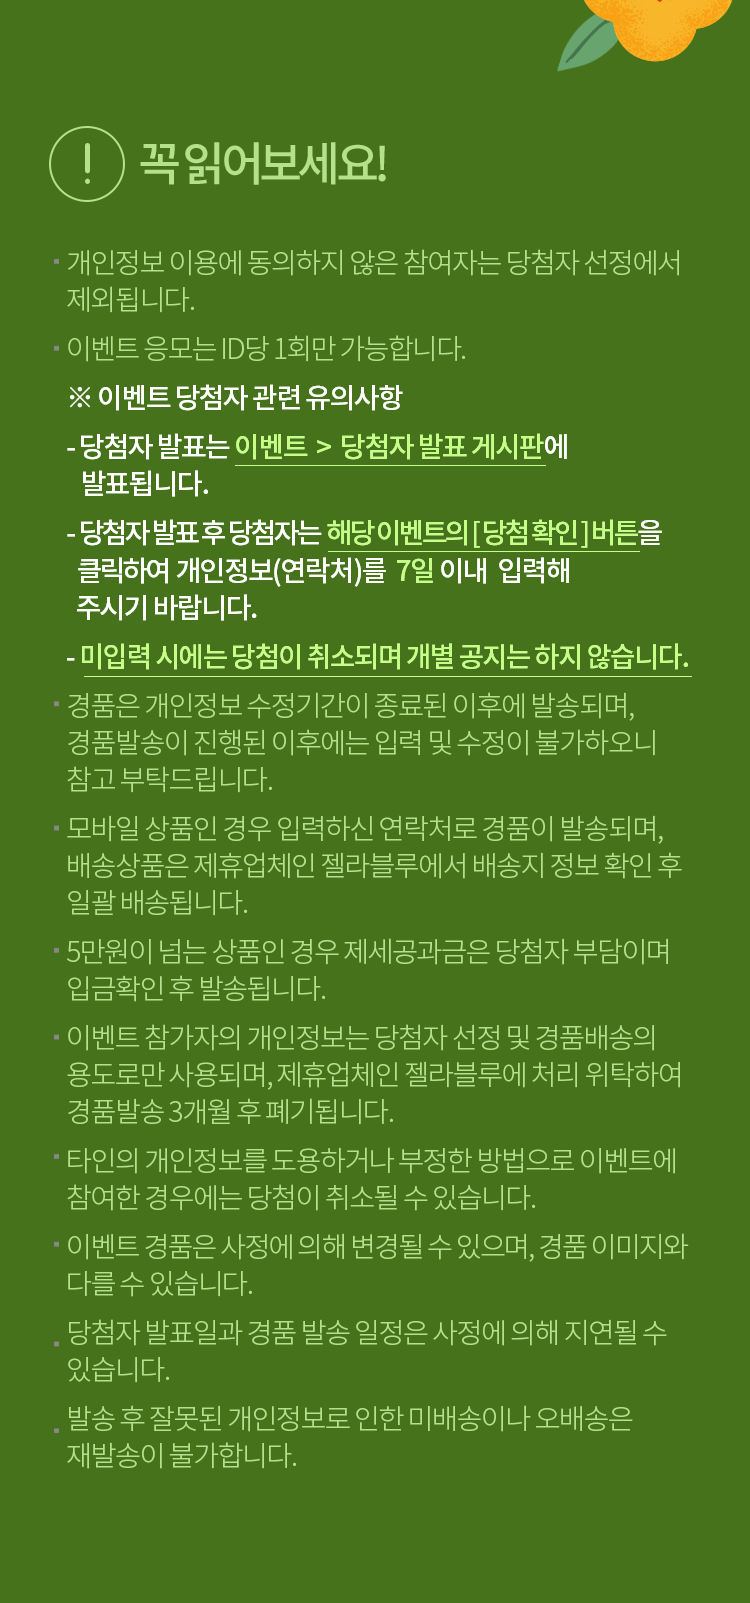 꼭 읽어보세요!
개인정보 이용에 동의하지 않은 참여자는 당첨자 선정에서
제외됩니다.
이벤트 응모는 ID당 1회만 가능합니다.
※ 이벤트 당첨자 관련 유의사항
- 당첨자 발표는 이벤트 > 당첨자 발표 게시판에
발표됩니다.
- 당첨자 발표 후 당첨자는 해당 이벤트의 [ 당첨 확인 ] 버튼을
클릭하여 개인정보(연락처)를 7일 이내 입력해
주시기 바랍니다.
- 미입력 시에는 당첨이 취소되며 개별 공지는 하지 않습니다.
경품은 개인정보 수정기간이 종료된 이후에 발송되며,
경품발송이 진행된 이후에는 입력 및 수정이 불가하오니
참고 부탁드립니다.
모바일 상품인 경우 입력하신 연락처로 경품이 발송되며,
배송상품은 제휴업체인 젤라블루에서 배송지 정보 확인 후
일괄 배송됩니다.
5만원이 넘는 상품인 경우 제세공과금은 당첨자 부담이며
입금확인 후 발송됩니다.
이벤트 참가자의 개인정보는 당첨자 선정 및 경품배송의
용도로만 사용되며, 제휴업체인 젤라블루에 처리 위탁하여
경품발송 3개월 후 폐기됩니다.
타인의 개인정보를 도용하거나 부정한 방법으로 이벤트에
참여한 경우에는 당첨이 취소될 수 있습니다.
이벤트 경품은 사정에 의해 변경될 수 있으며, 경품 이미지와
다를 수 있습니다.
당첨자 발표일과 경품 발송 일정은 사정에 의해 지연될 수
있습니다.
발송 후 잘못된 개인정보로 인한 미배송이나 오배송은
재발송이 불가합니다.